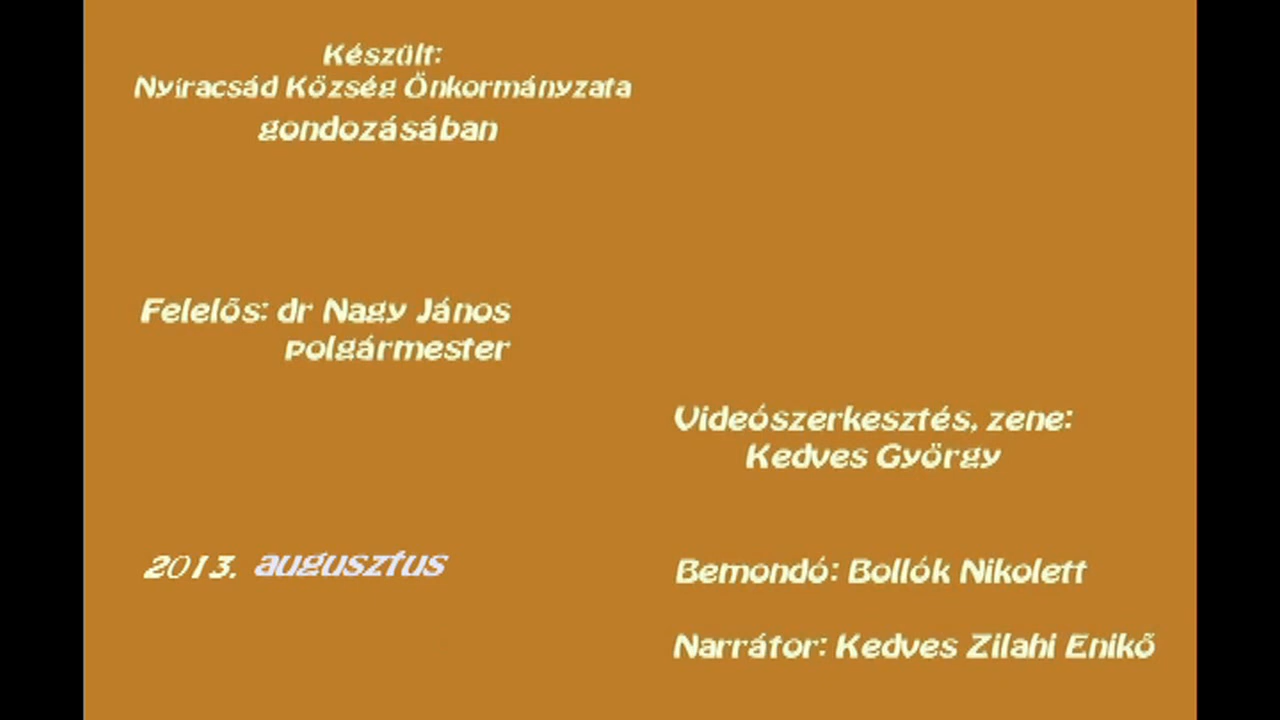 Készült:
Nyíracsád Község Önkormányzata
gondozásában
Felelős: dr Nagy János
polgármester
Videószerkesztés, zene:
Kedves György
2013. augusztus
Bemondó: Bollók Nikolett
Narrátor: Kedves Zilahi Enikő